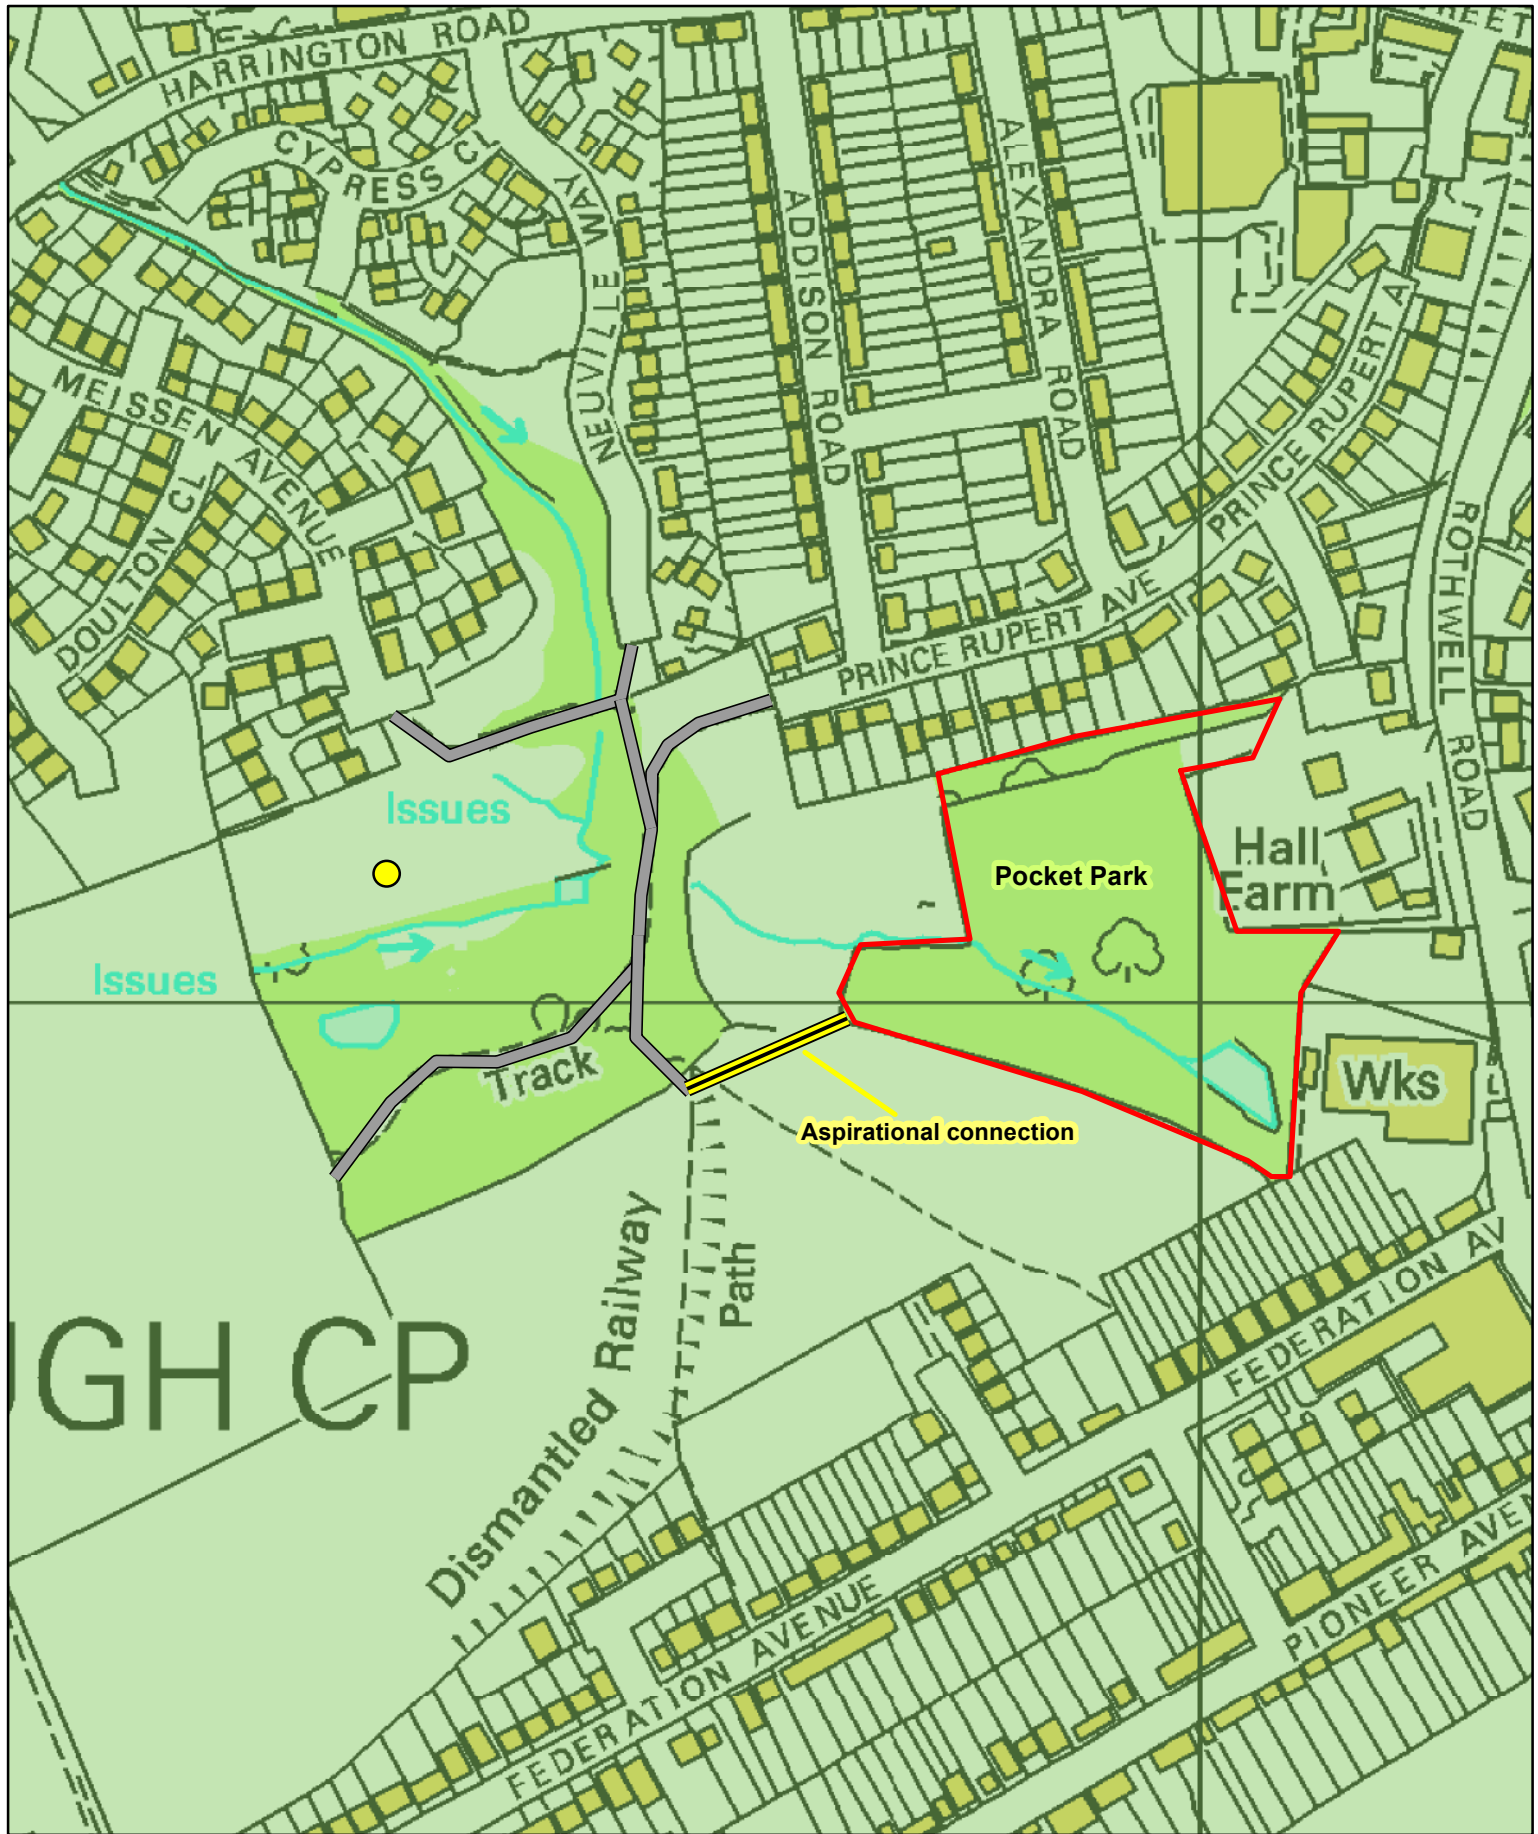 HARRINGTON ROAD
CYPRESS CL
NEUVILLE WAY
ADDISON ROAD
ALEXANDRA ROAD
MEISSEN AVENUE
DOULTON CL
PRINCE RUPERT A
PRINCE RUPERT AVE
ROTHWELL ROAD
Issues
Pocket Park
Hall
Farm
Issues
Track
Wks
Aspirational connection
Dismantled Railway
Path
UGH CP
FEDERATION AV
FEDERATION AVENUE
PIONEER AVEN